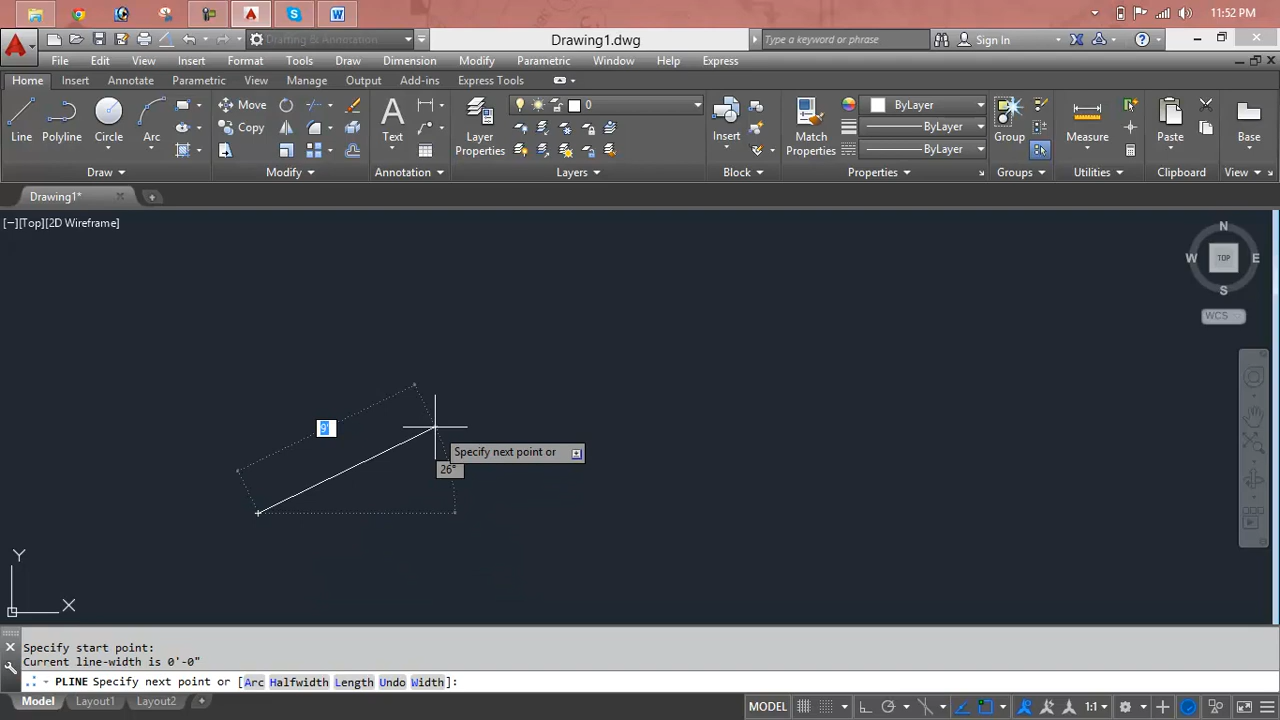 11:52 PM
Drafting & Annotation
Drawing1.dwg
Type a keyword or phrase
Sign In
File Edit View Insert Format Tools Draw Dimension Modify Parametric Window Help Express
Home Insert Annotate Parametric View Manage Output Add-ins Express Tools
Move
0
ByLayer
Line Polyline Circle Arc
Copy
Text
Layer Properties
Insert
Match Properties
ByLayer
Group
Measure
Paste
Base
ByLayer
Draw Modify Annotation Layers Block Properties Groups Utilities Clipboard View
Drawing1*
[−][Top][2D Wireframe]
N
W TOP E
S
WCS
9'
Specify next point or
26°
Y
X
Specify start point:
Current line-width is 0'-0"
PLINE Specify next point or [Arc Halfwidth Length Undo Width]:
Model Layout1 Layout2 +
MODEL
1:1